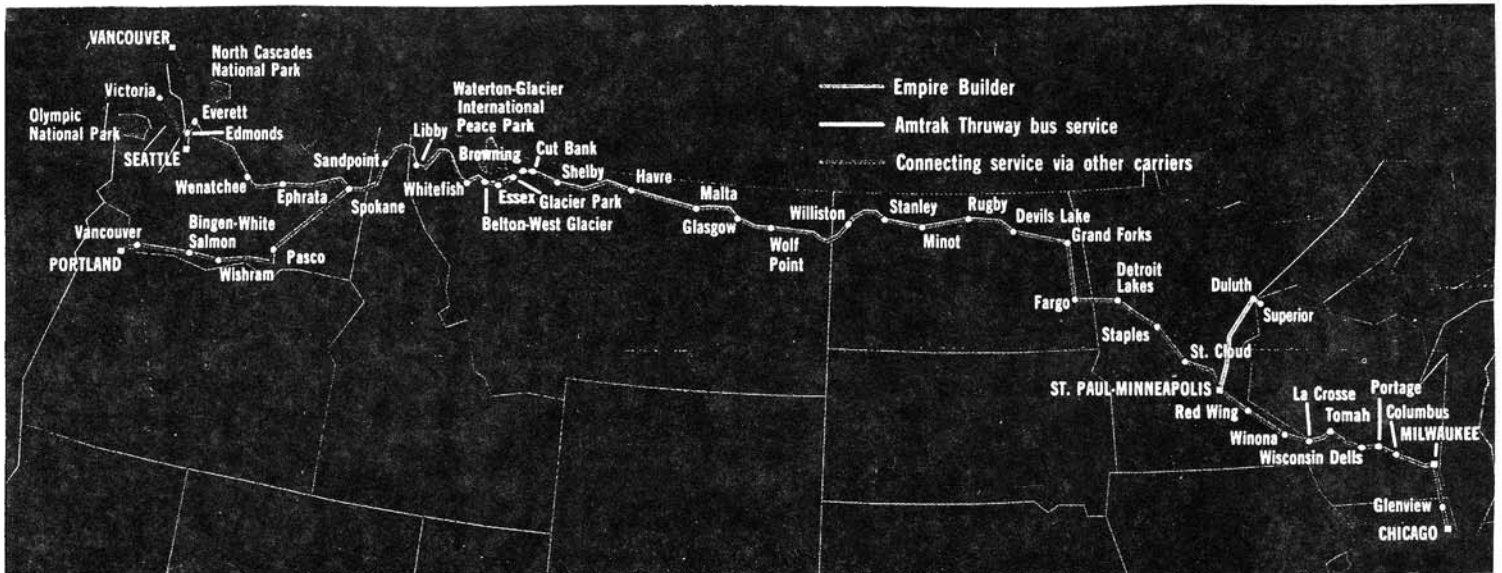 VANCOUVER
North Cascades
National Park
Victoria
Everett
Olympic
National Park
Edmonds
SEATTLE
Wenatchee
Ephrata
Spokane
Sandpoint
Libby
Vancouver
PORTLAND
Bingen-White
Salmon
Wishram
Pasco
Waterton-Glacier
International
Peace Park
Whitefish
Belton-West Glacier
Essex
Glacier Park
Browning
Cut Bank
Shelby
Havre
Malta
Glasgow
Wolf
Point
Williston
Stanley
Minot
Rugby
Devils Lake
Grand Forks
Fargo
Detroit
Lakes
Staples
St. Cloud
ST. PAUL-MINNEAPOLIS
Duluth
Superior
Red Wing
Winona
La Crosse
Tomah
Wisconsin Dells
Portage
Columbus
MILWAUKEE
Glenview
CHICAGO
Empire Builder
Amtrak Thruway bus service
Connecting service via other carriers